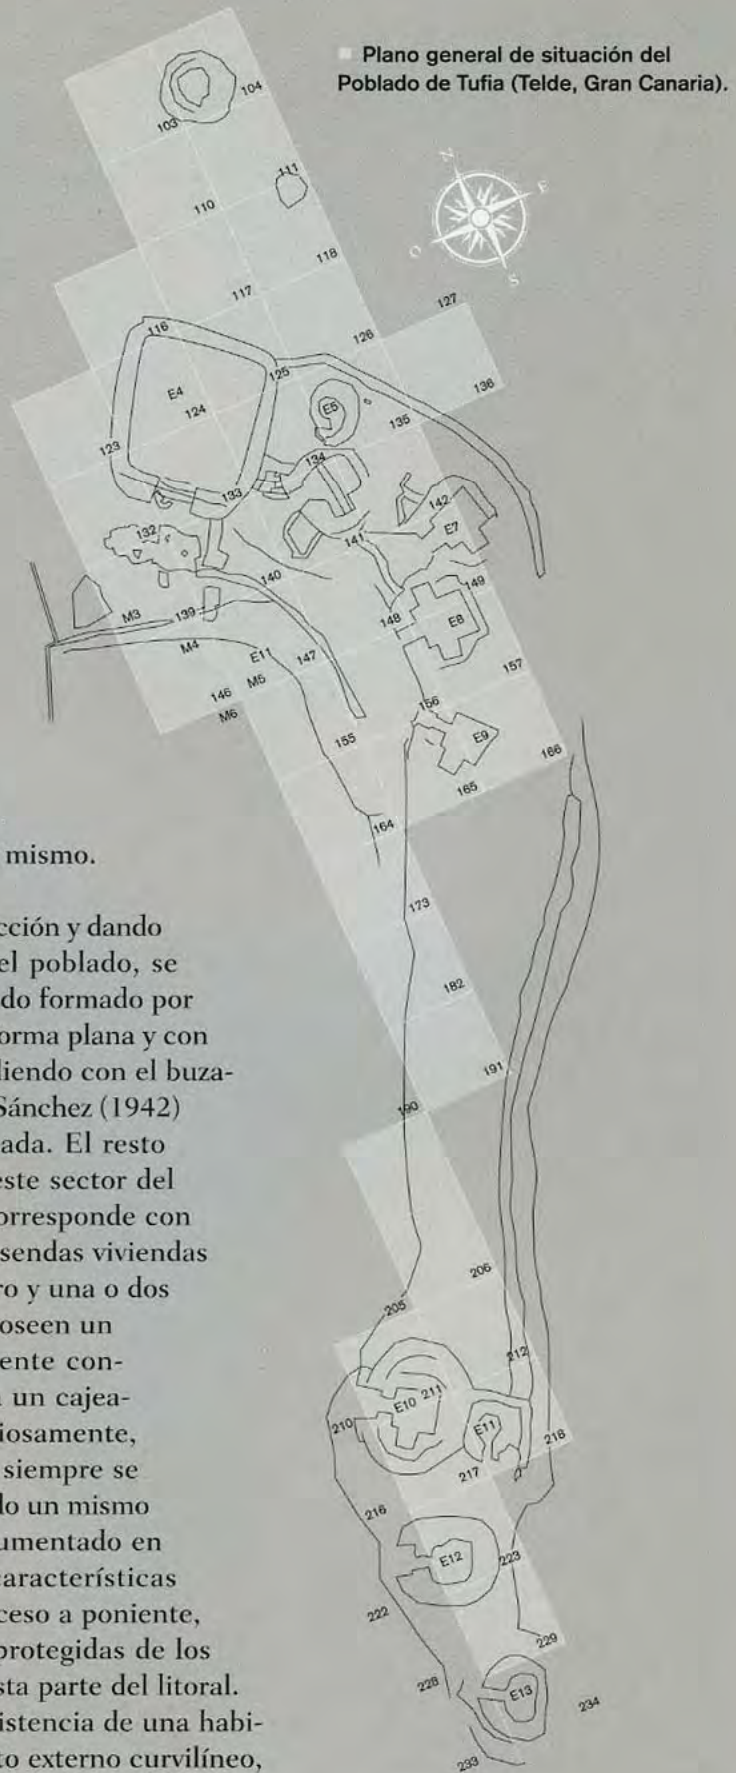 Plano general de situación del
Poblado de Tufia (Telde, Gran Canaria).
N
E
O
S
104
103
111
110
118
117
127
116
126
125
136
E4
E5
124
135
123
134
133
142
132
E7
141
140
149
M3
139
148
E8
M4
E11
147
157
146
M5
M6
156
155
E9
166
165
164
173
182
191
190
206
205
212
E10
211
210
E11
218
217
216
E12
223
222
229
228
E13
234
233
mismo.
cción y dando
el poblado, se
do formado por
orma plana y con
liendo con el buza-
Sánchez (1942)
ada. El resto
este sector del
orresponde con
sendas viviendas
ro y una o dos
oseen un
ente con-
un cajea-
iosamente,
siempre se
lo un mismo
umentado en
características
ceso a poniente,
protegidas de los
sta parte del litoral.
istencia de una habi-
to externo curvilíneo,